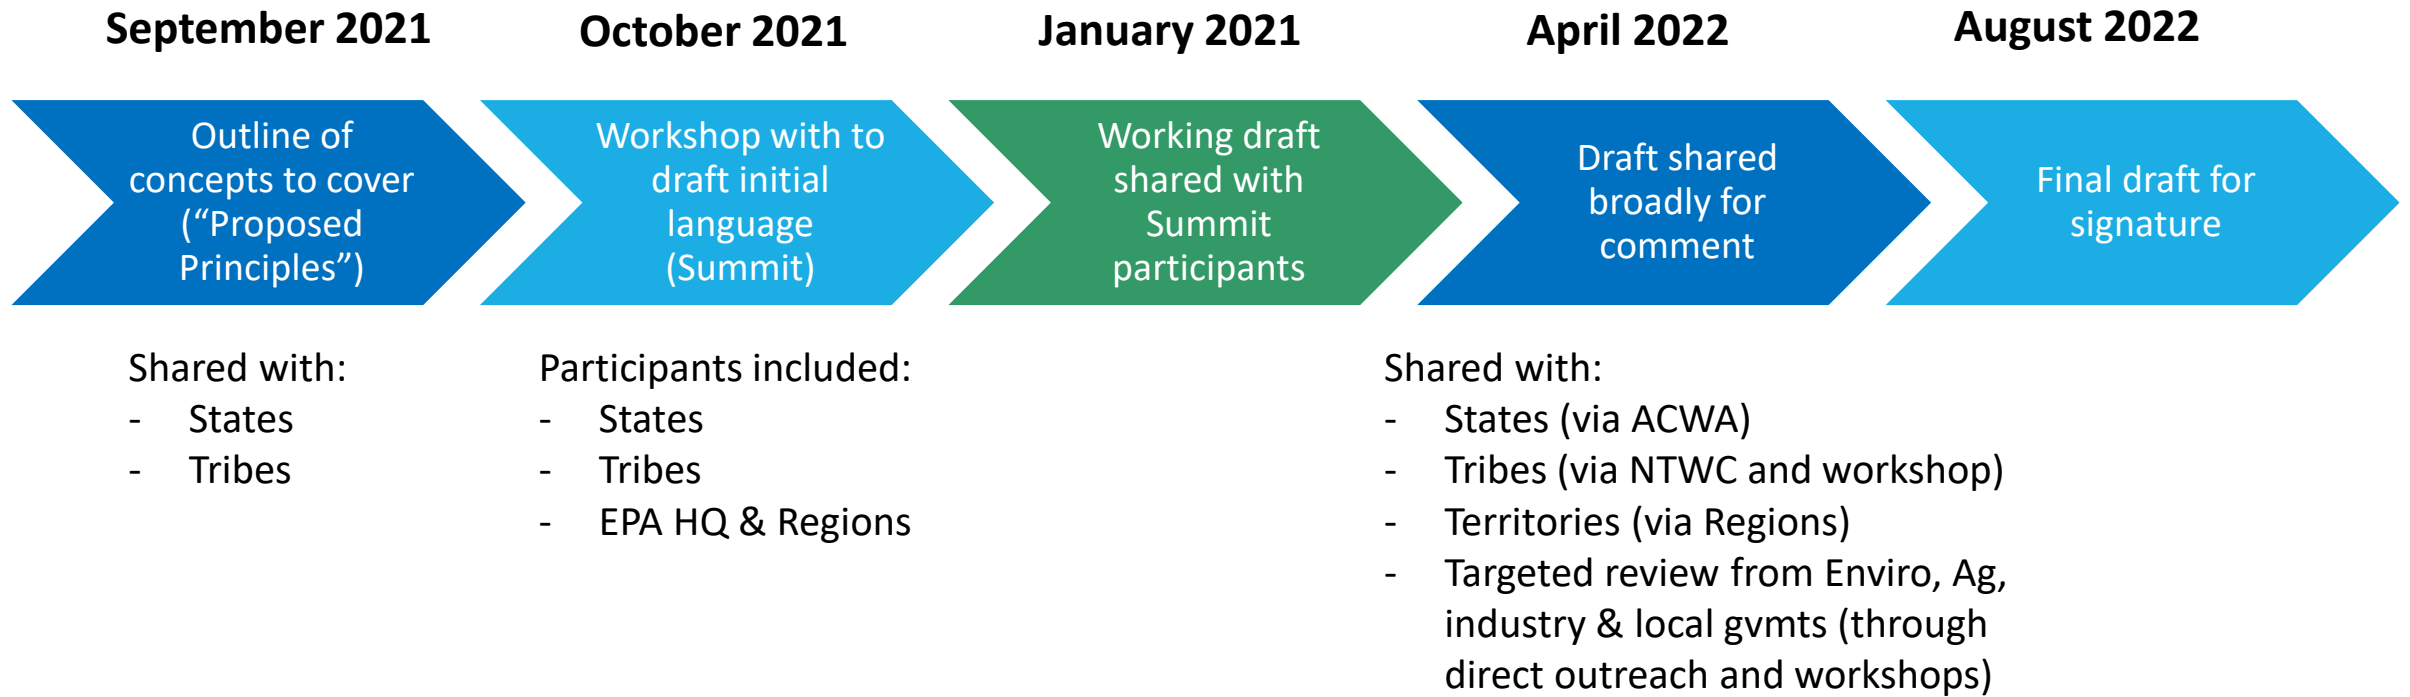 September 2021
October 2021
January 2021
April 2022
August 2022
Outline of
concepts to cover
(“Proposed
Principles”)
Workshop with to
draft initial
language
(Summit)
Working draft
shared with
Summit
participants
Draft shared
broadly for
comment
Final draft for
signature
Shared with:
- States
- Tribes
Participants included:
- States
- Tribes
- EPA HQ & Regions
Shared with:
- States (via ACWA)
- Tribes (via NTWC and workshop)
- Territories (via Regions)
- Targeted review from Enviro, Ag,
industry & local gvmts (through
direct outreach and workshops)